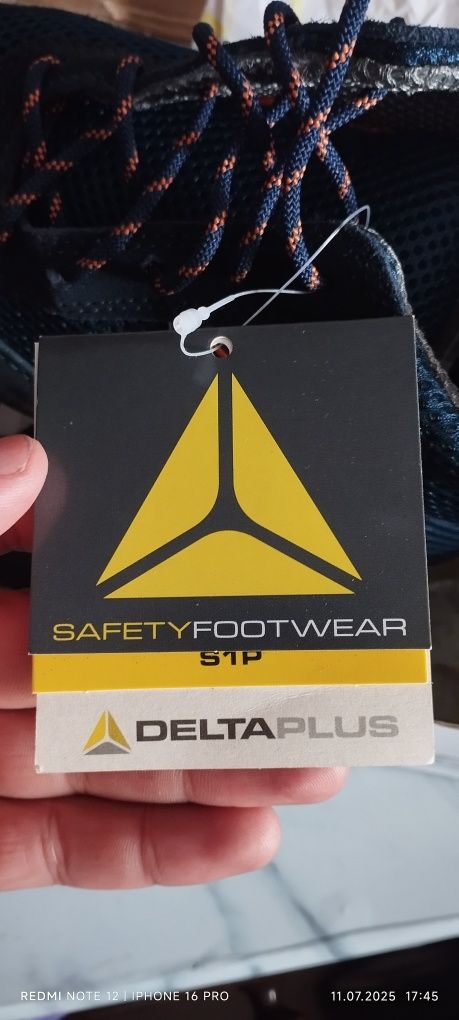 SAFETYFOOTWEAR
S1P
DELTAPLUS
REDMI NOTE 12 | IPHONE 16 PRO 11.07.2025 17:45